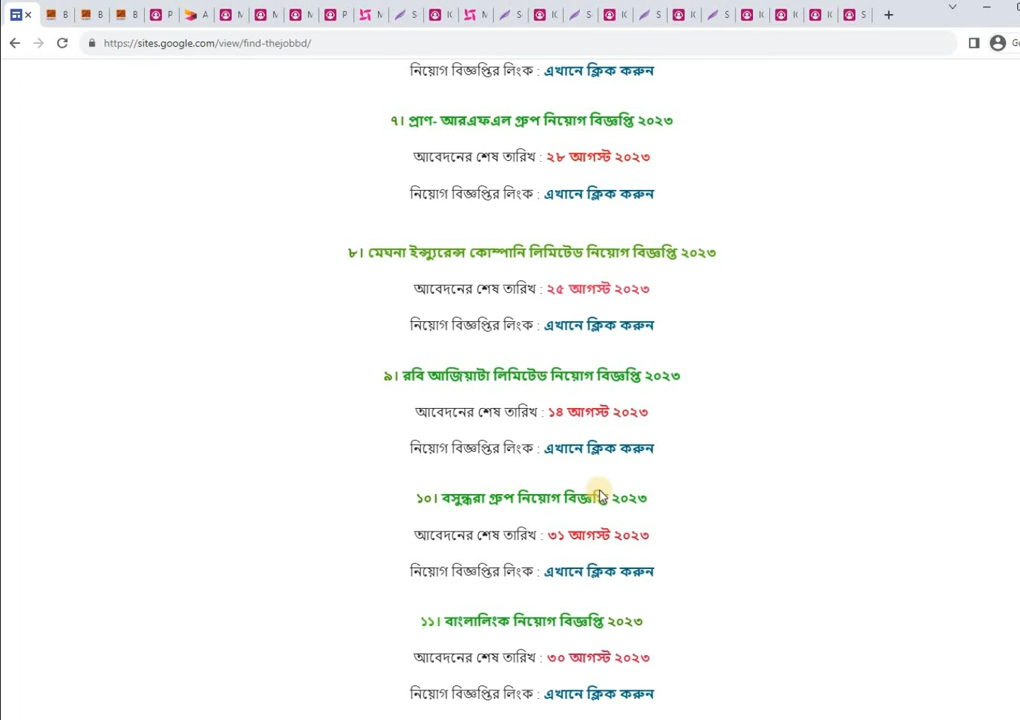 B B B P A M M M P M S K M S K S K S K S K K K S
https://sites.google.com/view/find-thejobbd/
নিয়োগ বিজ্ঞপ্তির লিংক : এখানে ক্লিক করুন
৭। প্রাণ- আরএফএল গ্রুপ নিয়োগ বিজ্ঞপ্তি ২০২৩
আবেদনের শেষ তারিখ : ২৮ আগস্ট ২০২৩
নিয়োগ বিজ্ঞপ্তির লিংক : এখানে ক্লিক করুন
৮। মেঘনা ইন্স্যুরেন্স কোম্পানি লিমিটেড নিয়োগ বিজ্ঞপ্তি ২০২৩
আবেদনের শেষ তারিখ : ২৫ আগস্ট ২০২৩
নিয়োগ বিজ্ঞপ্তির লিংক : এখানে ক্লিক করুন
৯। রবি আজিয়াটা লিমিটেড নিয়োগ বিজ্ঞপ্তি ২০২৩
আবেদনের শেষ তারিখ : ১৪ আগস্ট ২০২৩
নিয়োগ বিজ্ঞপ্তির লিংক : এখানে ক্লিক করুন
১০। বসুন্ধরা গ্রুপ নিয়োগ বিজ্ঞপ্তি ২০২৩
আবেদনের শেষ তারিখ : ৩১ আগস্ট ২০২৩
নিয়োগ বিজ্ঞপ্তির লিংক : এখানে ক্লিক করুন
১১। বাংলালিংক নিয়োগ বিজ্ঞপ্তি ২০২৩
আবেদনের শেষ তারিখ : ৩০ আগস্ট ২০২৩
নিয়োগ বিজ্ঞপ্তির লিংক : এখানে ক্লিক করুন